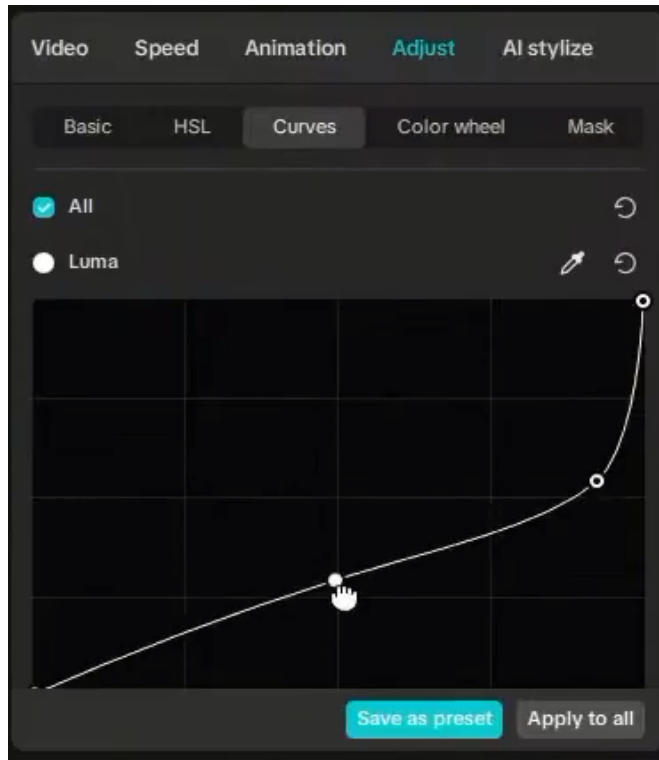 Video Speed Animation Adjust AI stylize
Basic HSL Curves Color wheel Mask
All
Luma
Save as preset Apply to all